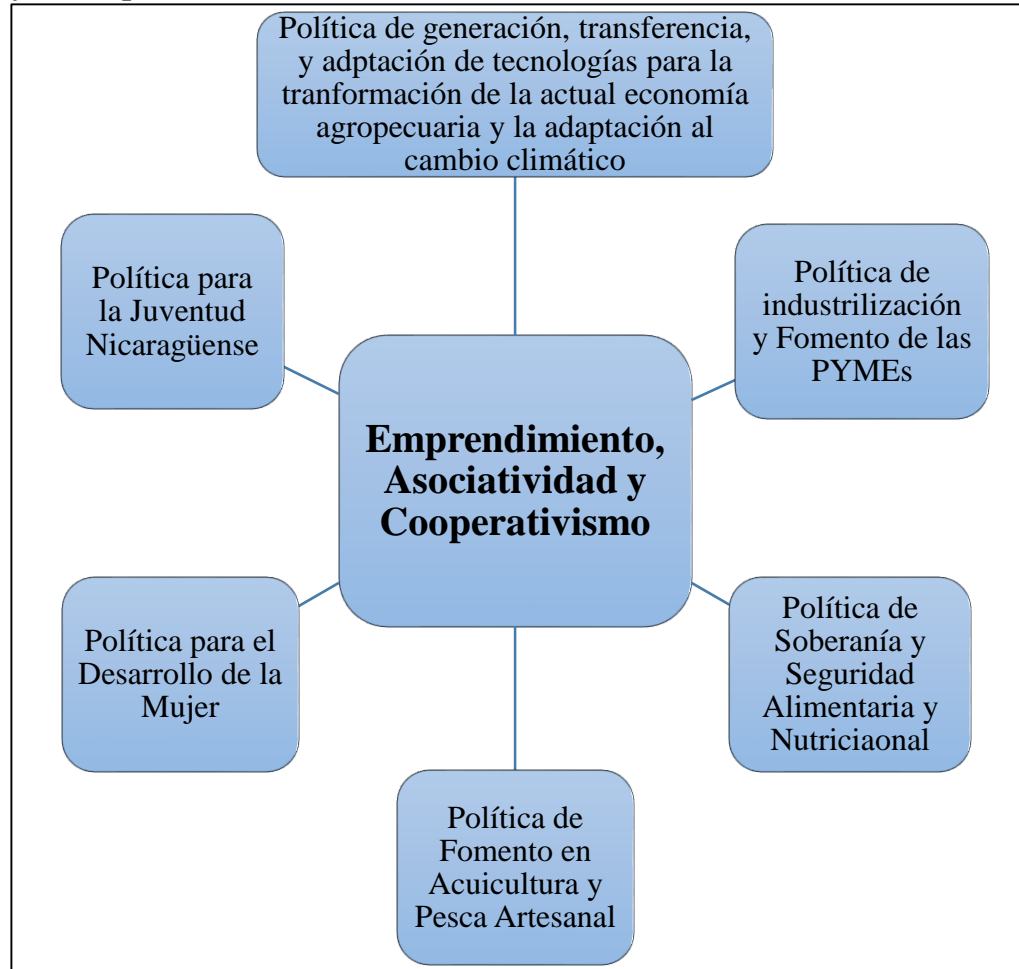 Política de generación, transferencia,
y adptación de tecnologías para la
tranformación de la actual economía
agropecuaria y la adaptación al
cambio climático
Política para
la Juventud
Nicaragüense
Política de
industrilización
y Fomento de las
PYMEs
Emprendimiento,
Asociatividad y
Cooperativismo
Política para el
Desarrollo de la
Mujer
Política de
Soberanía y
Seguridad
Alimentaria y
Nutriciaonal
Política de
Fomento en
Acuicultura y
Pesca Artesanal